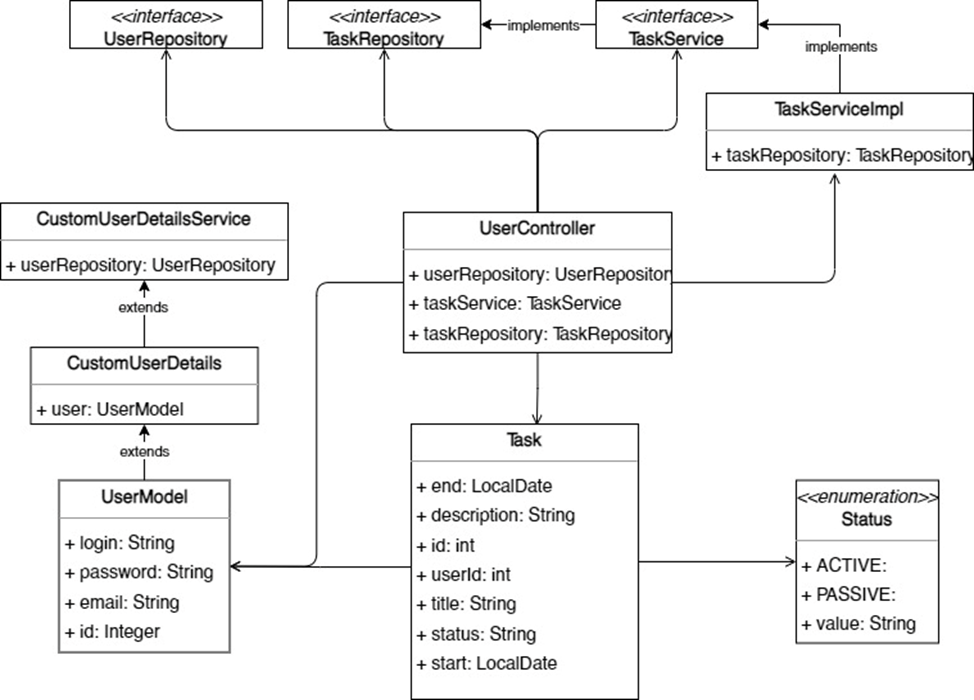 <<interface>>
UserRepository
<<interface>>
TaskRepository
implements
<<interface>>
TaskService
implements
TaskServiceImpl
+ taskRepository: TaskRepository
CustomUserDetailsService
+ userRepository: UserRepository
extends
UserController
+ userRepository: UserRepositor
+ taskService: TaskService
+ taskRepository: TaskRepository
CustomUserDetails
+ user: UserModel
extends
UserModel
+ login: String
+ password: String
+ email: String
+ id: Integer
Task
+ end: LocalDate
+ description: String
+ id: int
+ userId: int
+ title: String
+ status: String
+ start: LocalDate
<<enumeration>>
Status
+ ACTIVE:
+ PASSIVE:
+ value: String